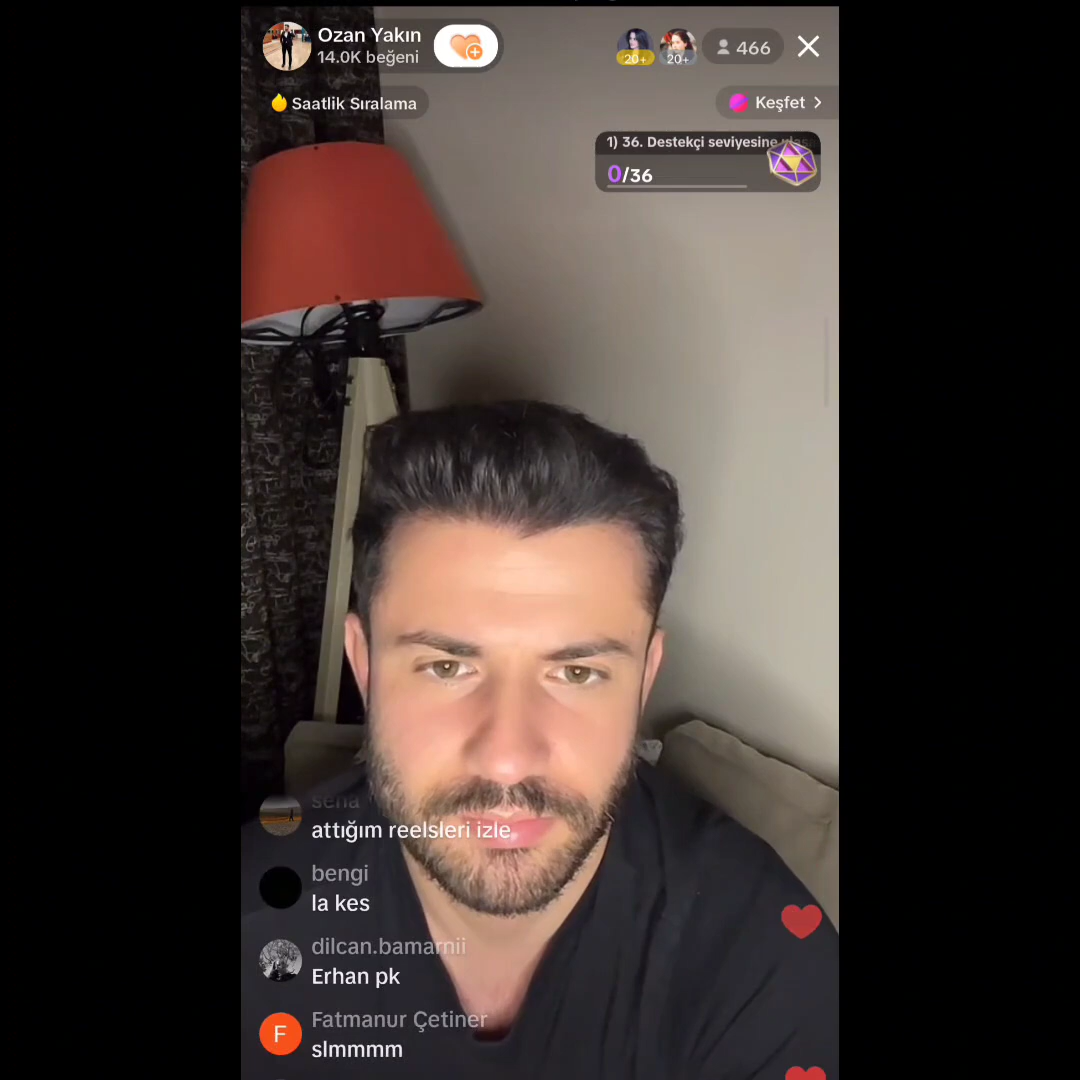 Ozan Yakın
14.0K beğeni
20+
20+
466
Saatlik Sıralama
Keşfet
1) 36. Destekçi seviyesine
0/36
sena
attığım reelsleri izle
bengi
la kes
dilcan.bamarnii
Erhan pk
F
Fatmanur Çetiner
slmmmm